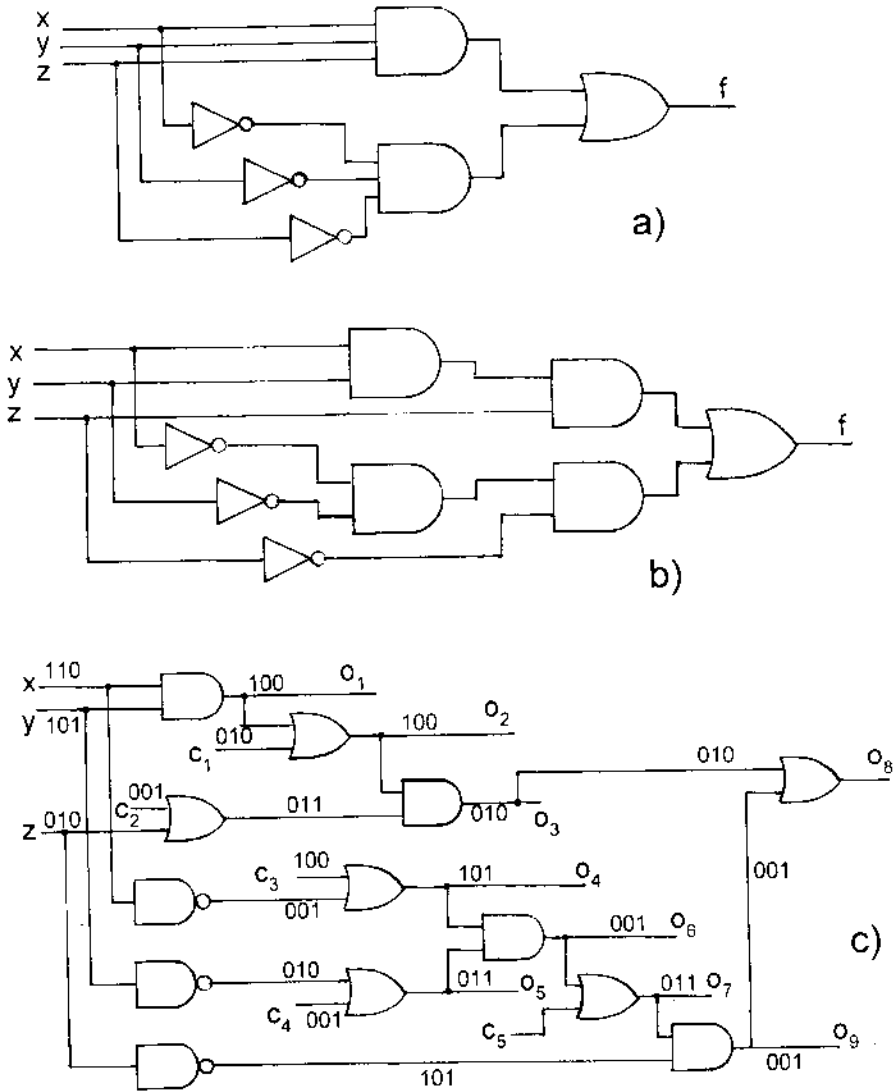 x
y
z
f
a)
x
y
z
f
b)
x 110
y 101
100 o1
010
c1
100 o2
001
c2
z 010
011
010
o3
010
o8
100
c3
001
101 o4
001
001 o6
c)
010
c4 001
011 o5
c5
011 o7
101
001
o9